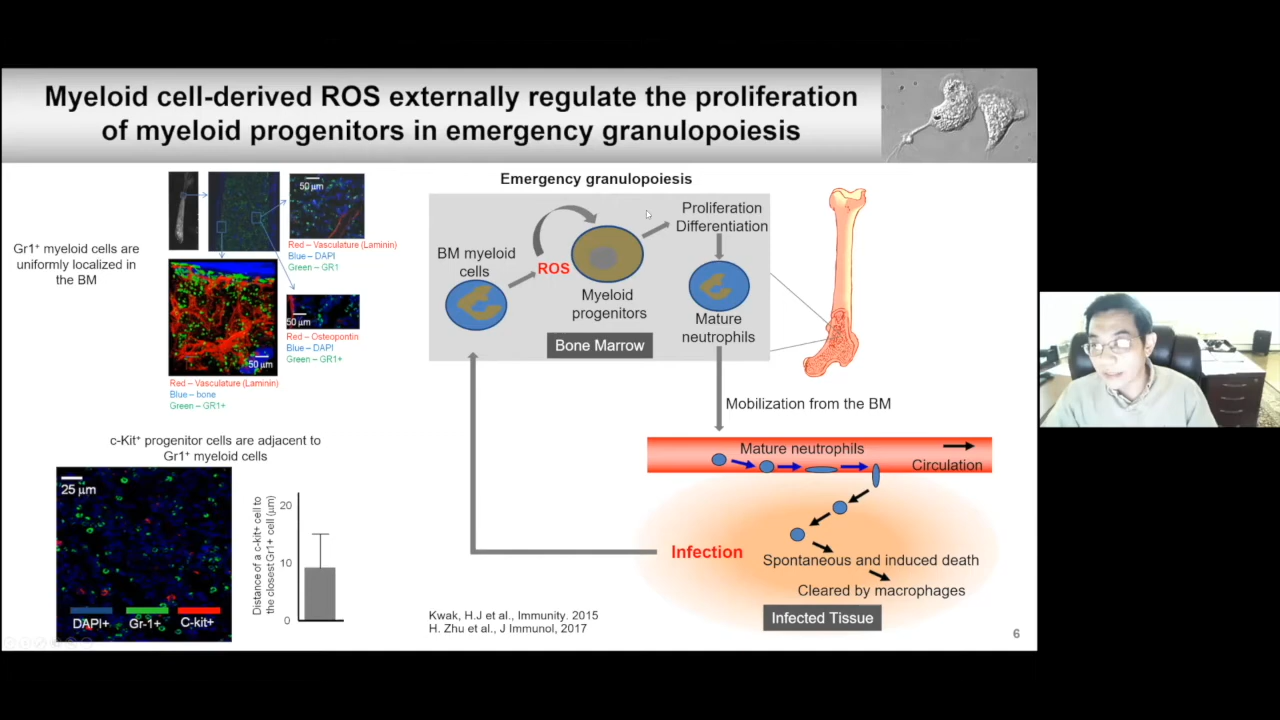 Myeloid cell-derived ROS externally regulate the proliferation
of myeloid progenitors in emergency granulopoiesis
Gr1⁺ myeloid cells are
uniformly localized in
the BM
50 μm
Red – Vasculature (Laminin)
Blue – DAPI
Green – GR1
50 μm
Red – Osteopontin
Blue – DAPI
Green – GR1+
50 μm
Red – Vasculature (Laminin)
Blue – bone
Green – GR1+
c-Kit⁺ progenitor cells are adjacent to
Gr1⁺ myeloid cells
25 μm
DAPI+ Gr-1+ C-kit+
Distance of a c-kit+ cell to
the closest Gr1+ cell (μm)
20
10
0
Emergency granulopoiesis
BM myeloid
cells
ROS
Myeloid
progenitors
Proliferation
Differentiation
Mature
neutrophils
Bone Marrow
Mobilization from the BM
Mature neutrophils
Circulation
Infection
Spontaneous and induced death
Cleared by macrophages
Infected Tissue
Kwak, H.J et al., Immunity. 2015
H. Zhu et al., J Immunol, 2017
6